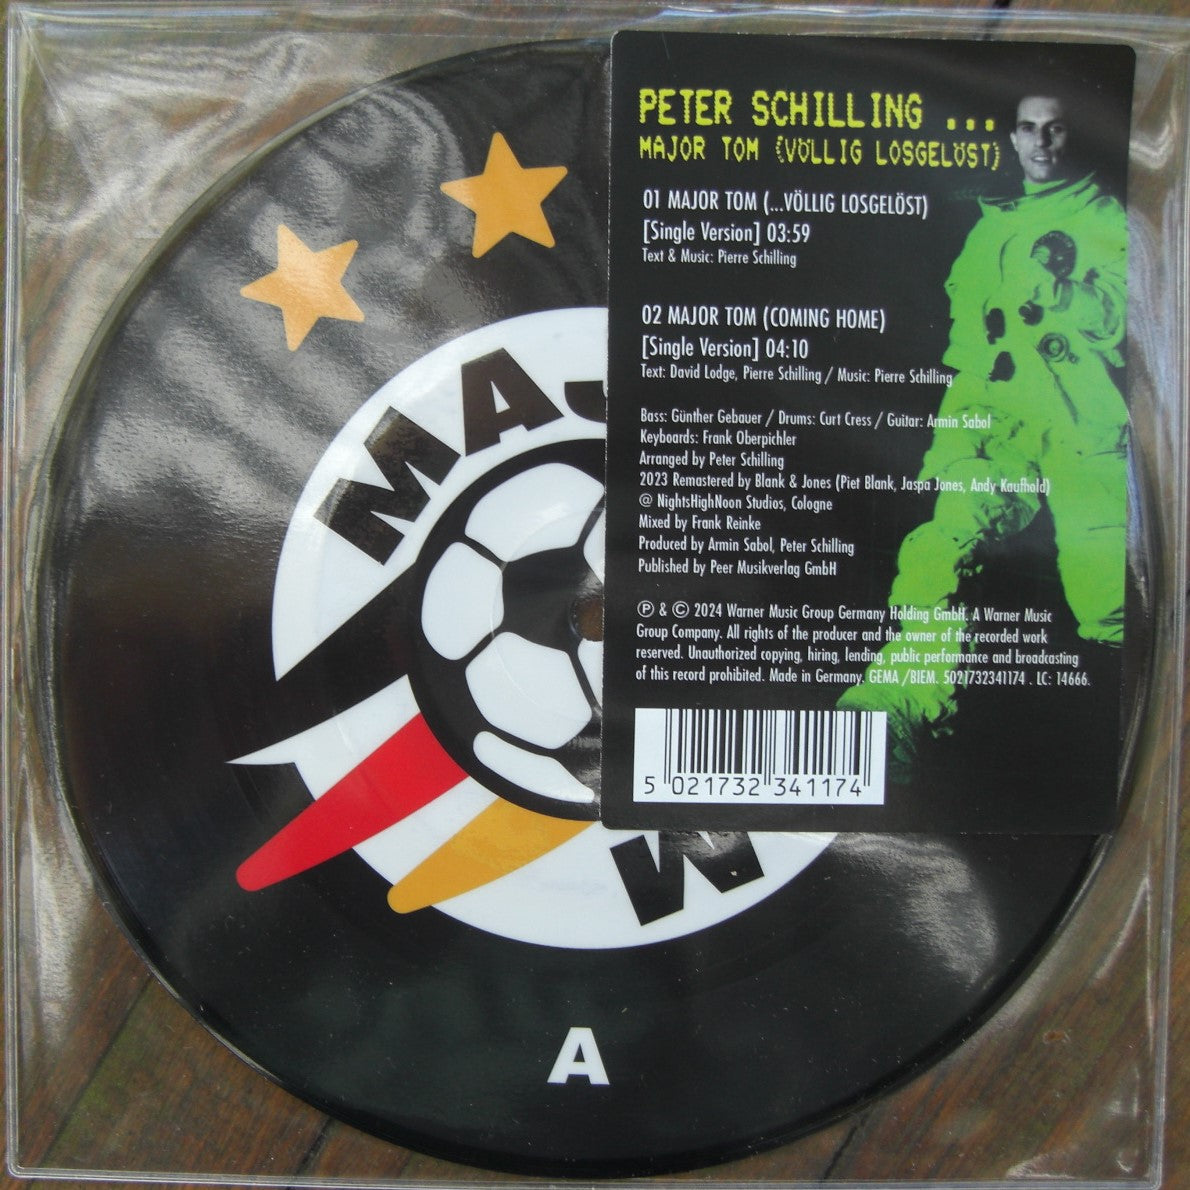 PETER SCHILLING ...
MAJOR TOM (VÖLLIG LOSGELÖST)
01 MAJOR TOM (...VÖLLIG LOSGELÖST)
[Single Version] 03:59
Text & Music: Pierre Schilling
02 MAJOR TOM (COMING HOME)
[Single Version] 04:10
Text: David Lodge, Pierre Schilling / Music: Pierre Schilling
Bass: Günther Gebauer / Drums: Curt Cress / Guitar: Armin Sabol
Keyboards: Frank Oberpichler
Arranged by Peter Schilling
2023 Remastered by Blank & Jones (Piet Blank, Jaspa Jones, Andy Kaufhold)
@ NightsHighNoon Studios, Cologne
Mixed by Frank Reinke
Produced by Armin Sabol, Peter Schilling
Published by Peer Musikverlag GmbH
℗ & © 2024 Warner Music Group Germany Holding GmbH. A Warner Music
Group Company. All rights of the producer and the owner of the recorded work
reserved. Unauthorized copying, hiring, lending, public performance and broadcasting
of this record prohibited. Made in Germany. GEMA /BIEM. 5021732341174 . LC: 14666.
5 021732 341174
MAJ
M
A